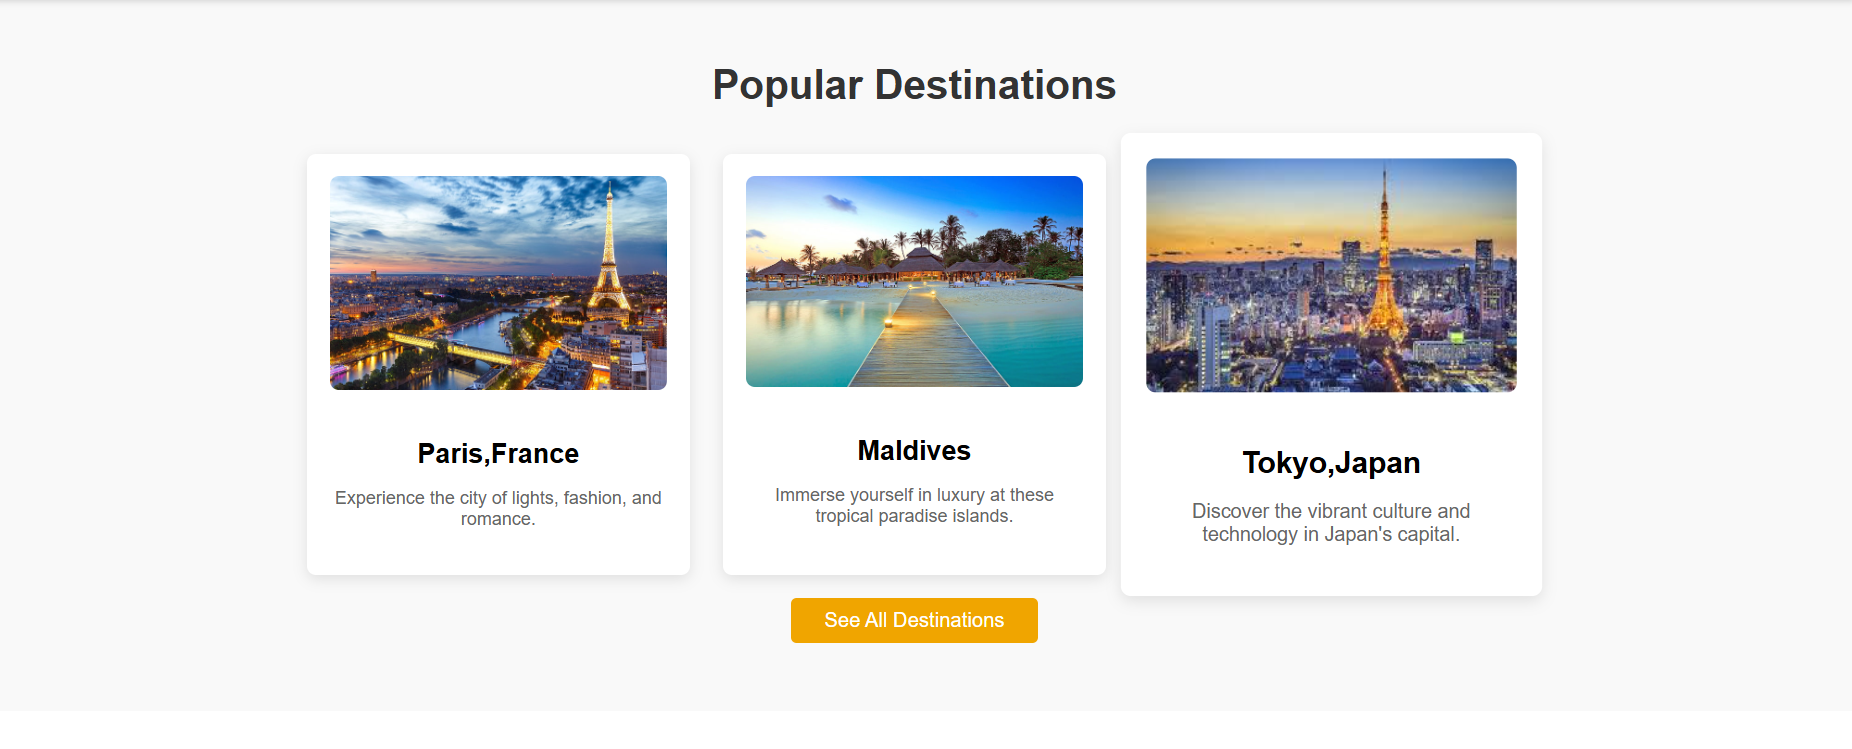 Popular Destinations
Paris,France
Experience the city of lights, fashion, and
romance.
Maldives
Immerse yourself in luxury at these
tropical paradise islands.
Tokyo,Japan
Discover the vibrant culture and
technology in Japan's capital.
See All Destinations